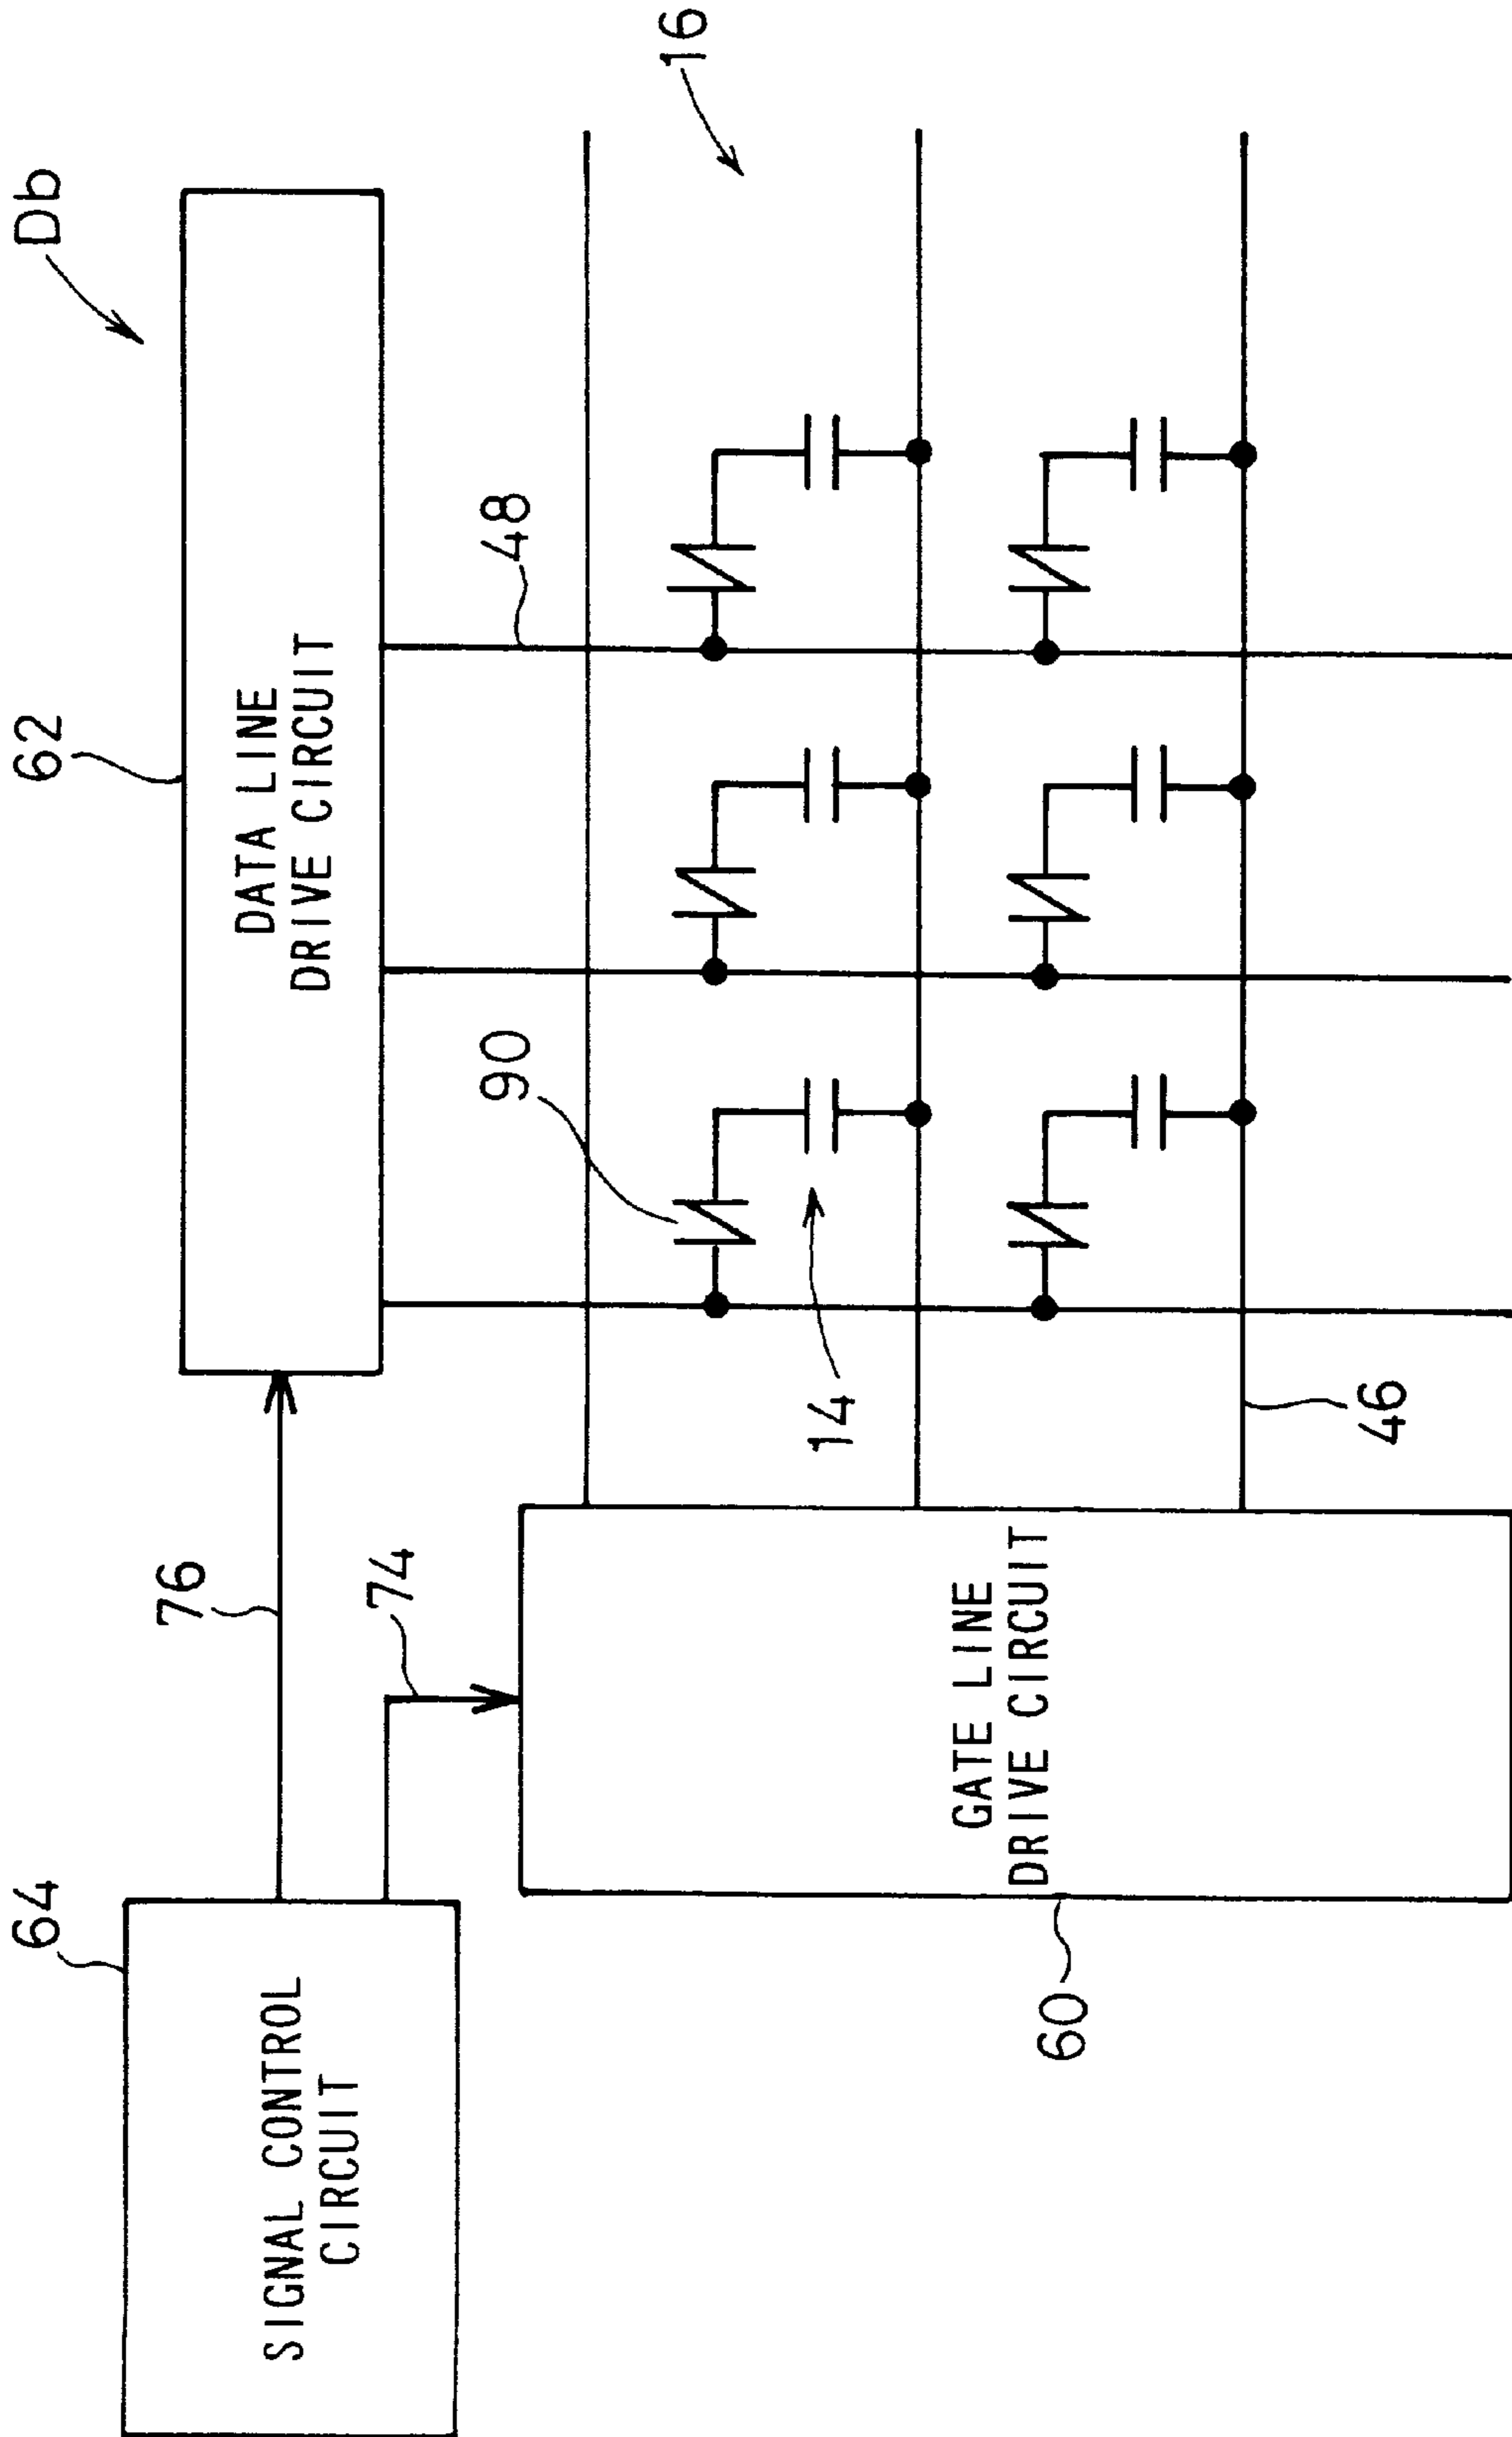 Db
62
64
DATA LINE
DRIVE CIRCUIT
76
74
SIGNAL CONTROL
CIRCUIT
48
90
16
14
46
GATE LINE
DRIVE CIRCUIT
60